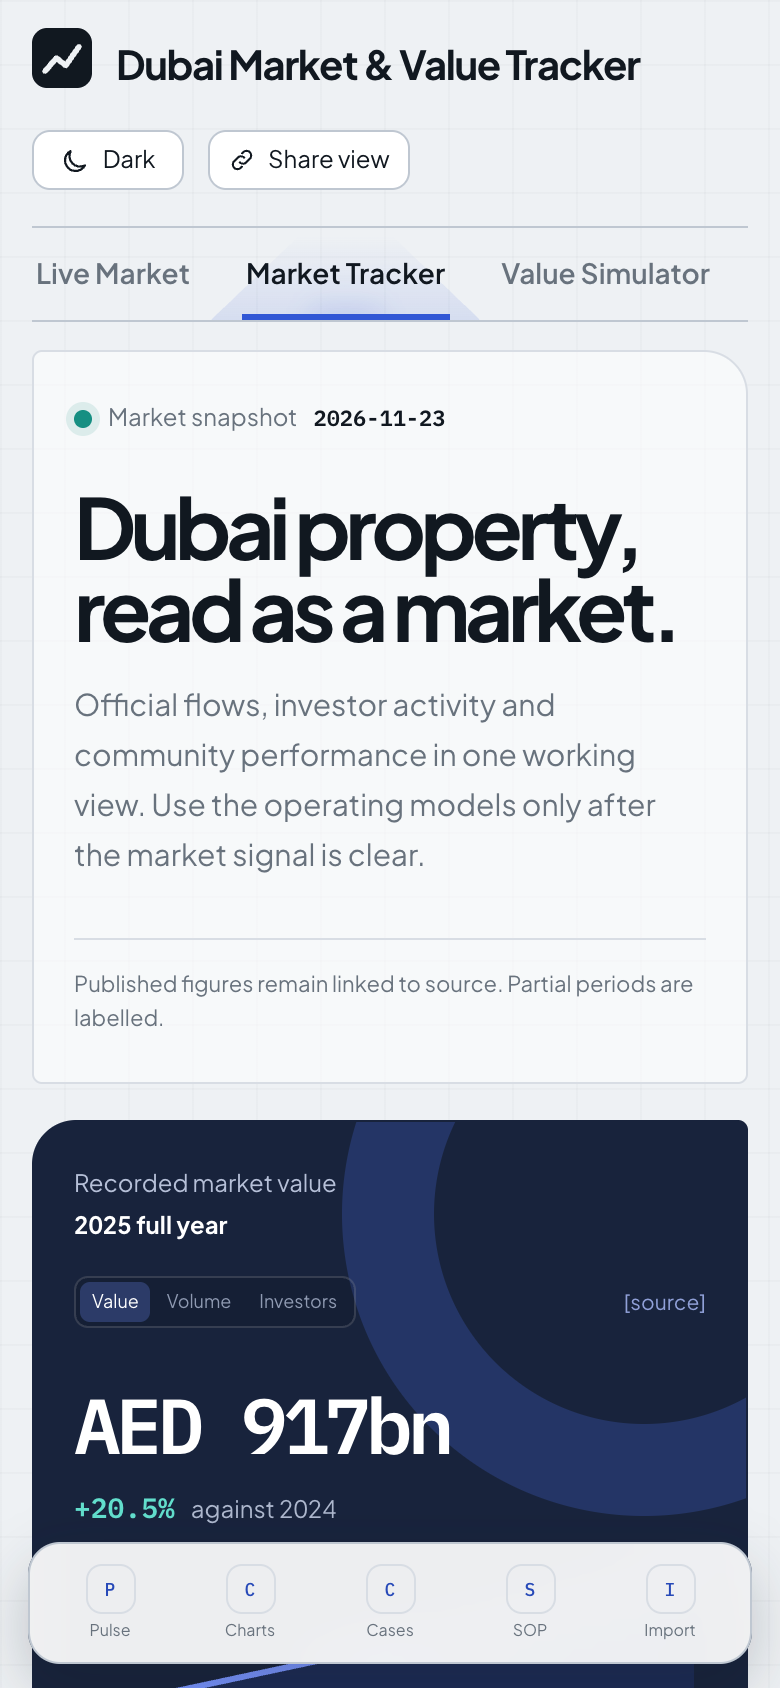 Dubai Market & Value Tracker
Dark
Share view
Live Market
Market Tracker
Value Simulator
Market snapshot 2026-11-23
Dubai property,
read as a market.
Official flows, investor activity and
community performance in one working
view. Use the operating models only after
the market signal is clear.
Published figures remain linked to source. Partial periods are
labelled.
Recorded market value
2025 full year
Value
Volume
Investors
[source]
AED 917bn
+20.5% against 2024
P
C
C
S
I
Pulse
Charts
Cases
SOP
Import